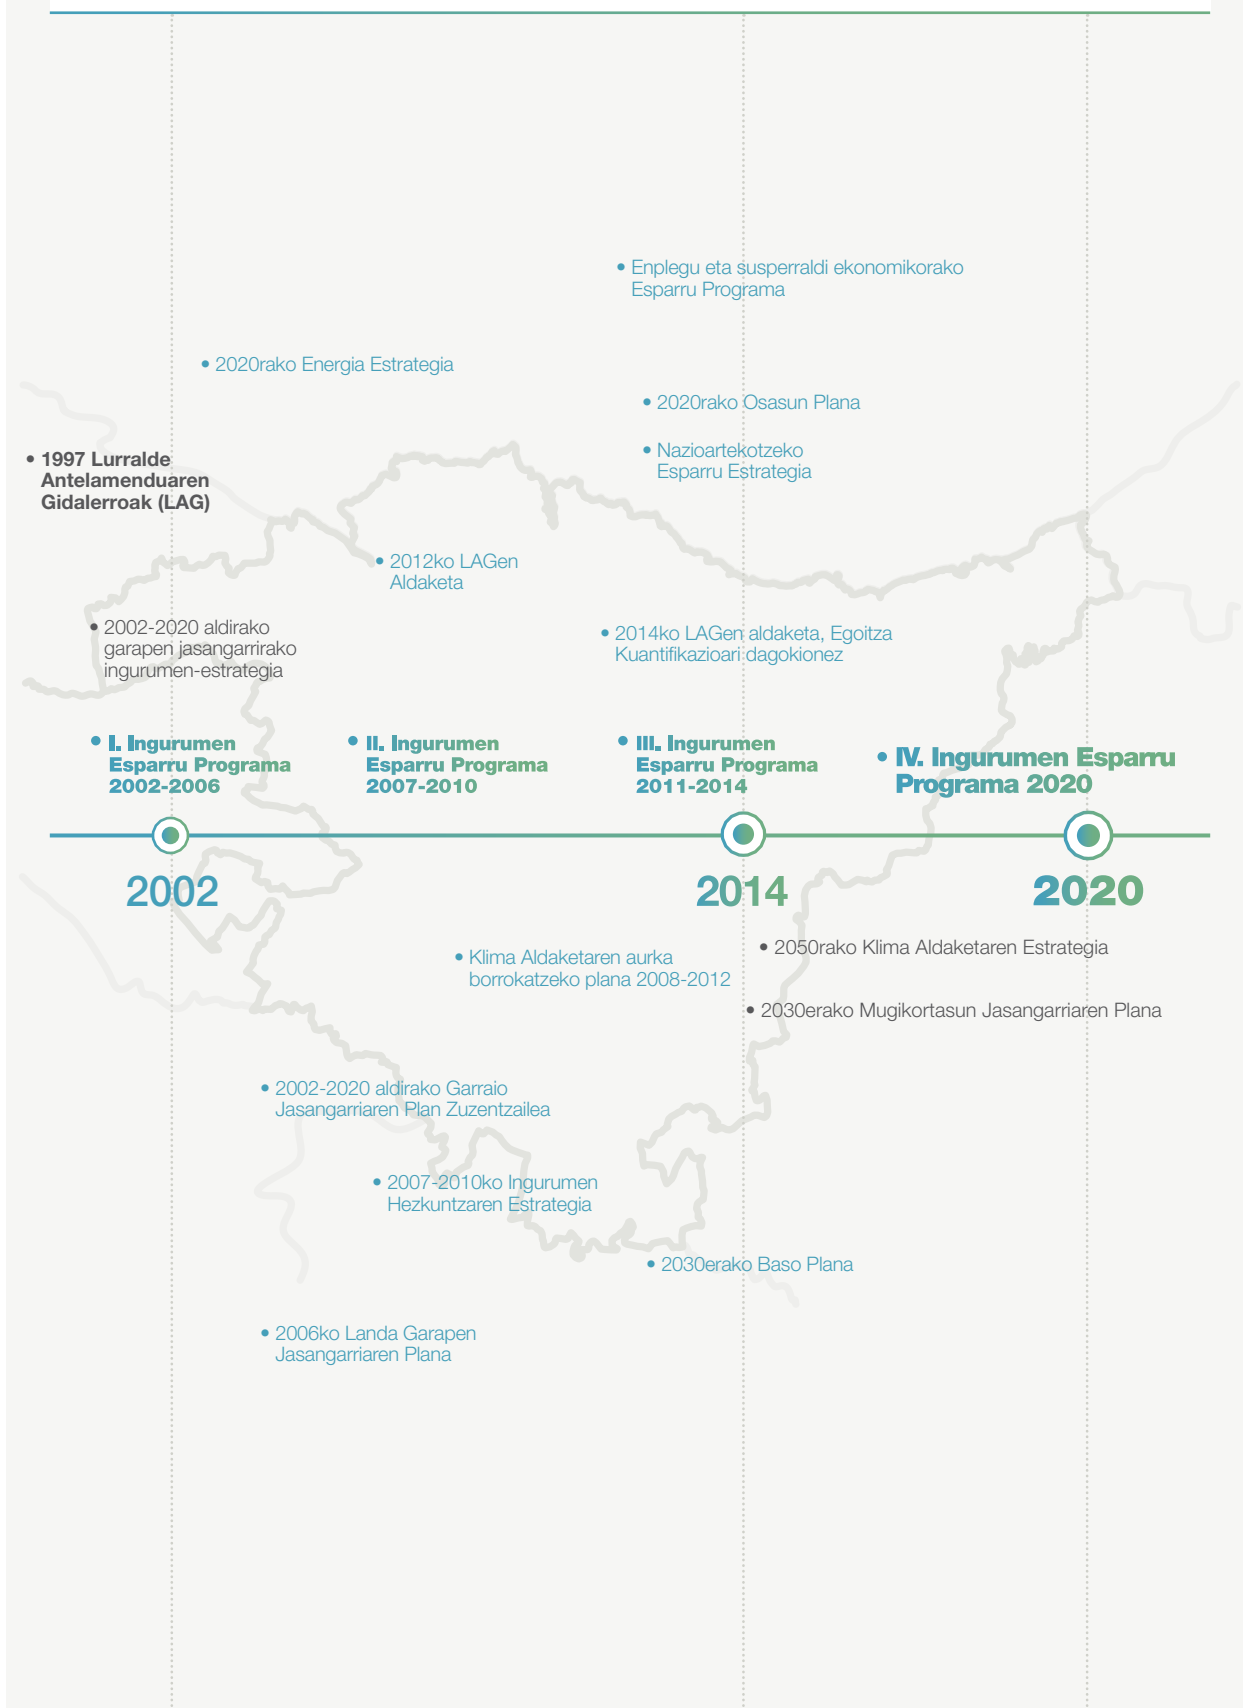 • Enplegu eta susperraldi ekonomikorako
Esparru Programa
• 2020rako Energia Estrategia
• 2020rako Osasun Plana
• Nazioartekotzeko
Esparru Estrategia
• 1997 Lurralde
Antelamenduaren
Gidalerroak (LAG)
• 2012ko LAGen
Aldaketa
• 2002-2020 aldirako
garapen jasangarrirako
ingurumen-estrategia
• 2014ko LAGen aldaketa, Egoitza
Kuantifikazioari dagokionez
• I. Ingurumen
Esparru Programa
2002-2006
• II. Ingurumen
Esparru Programa
2007-2010
• III. Ingurumen
Esparru Programa
2011-2014
• IV. Ingurumen Esparru
Programa 2020
2002
2014
2020
• Klima Aldaketaren aurka
borrokatzeko plana 2008-2012
• 2050rako Klima Aldaketaren Estrategia
• 2030erako Mugikortasun Jasangarriaren Plana
• 2002-2020 aldirako Garraio
Jasangarriaren Plan Zuzentzailea
• 2007-2010ko Ingurumen
Hezkuntzaren Estrategia
• 2030erako Baso Plana
• 2006ko Landa Garapen
Jasangarriaren Plana